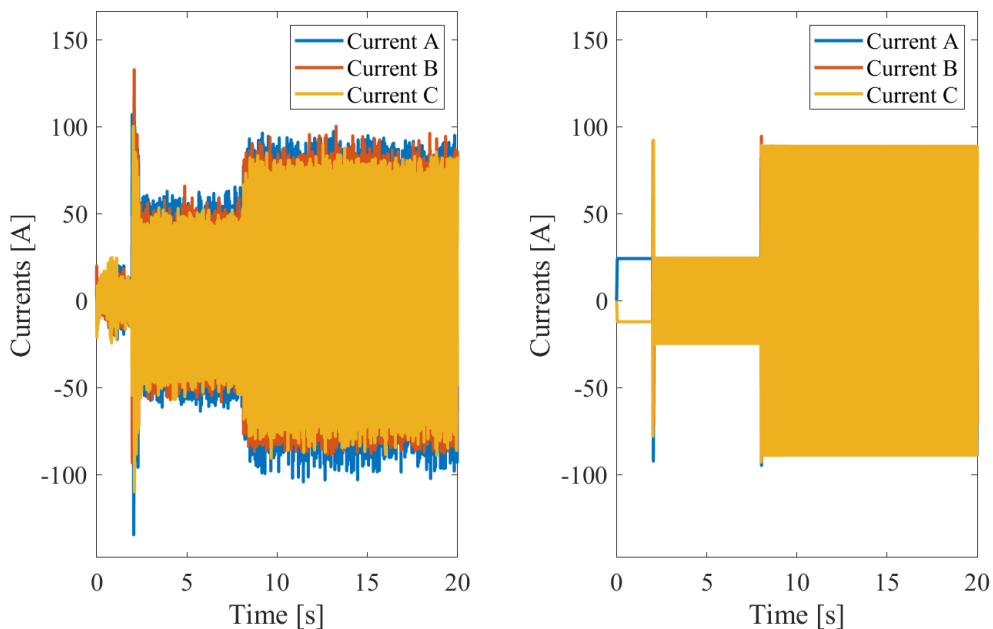 150
100
50
0
-50
-100
Currents [A]
0 5 10 15 20
Time [s]
Current A
Current B
Current C
150
100
50
0
-50
-100
Currents [A]
0 5 10 15 20
Time [s]
Current A
Current B
Current C